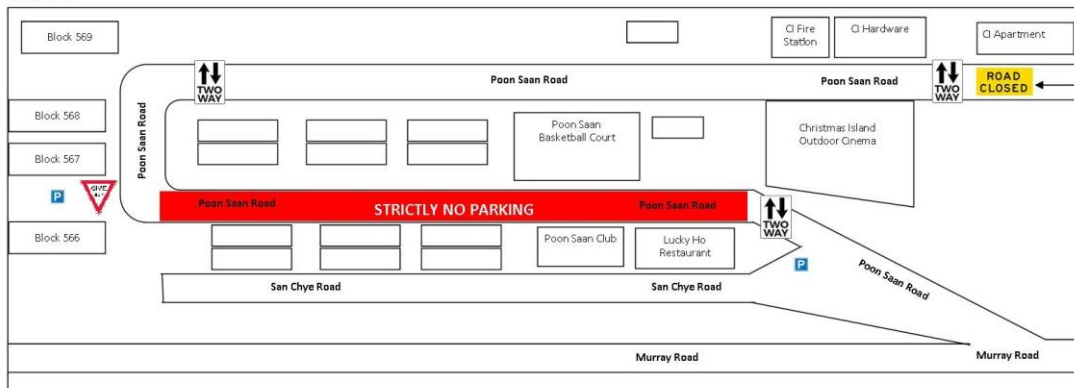 Block 569
CI Fire
Station
CI Hardware
CI Apartment
TWO
WAY
Poon Saan Road
Poon Saan Road
TWO
WAY
ROAD
CLOSED
Block 568
Poon Saan Road
Poon Saan
Basketball Court
Christmas Island
Outdoor Cinema
Block 567
P
GIVE
WAY
Poon Saan Road
STRICTLY NO PARKING
Poon Saan Road
TWO
WAY
Block 566
Poon Saan Club
Lucky Ho
Restaurant
P
Poon Saan Road
San Chye Road
San Chye Road
Murray Road
Murray Road